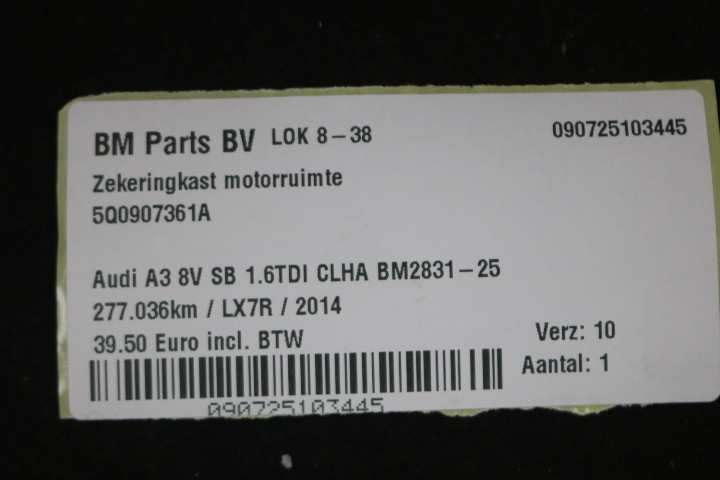 BM Parts BV LOK 8-38 090725103445
Zekeringkast motorruimte
5Q0907361A
Audi A3 8V SB 1.6TDI CLHA BM2831-25
277.036km / LX7R / 2014
39.50 Euro incl. BTW
Verz: 10
Aantal: 1
090725103445